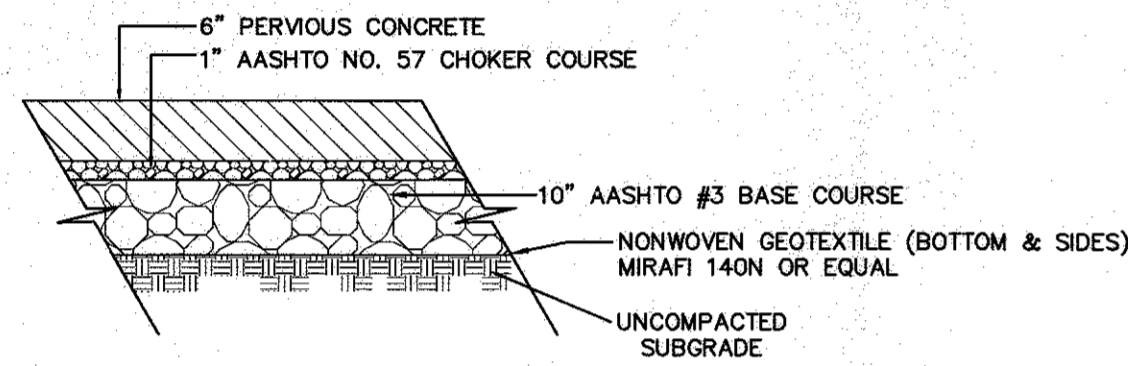 6" PERVIOUS CONCRETE
1" AASHTO NO. 57 CHOKER COURSE
10" AASHTO #3 BASE COURSE
NONWOVEN GEOTEXTILE (BOTTOM & SIDES)
MIRAFI 140N OR EQUAL
UNCOMPACTED
SUBGRADE